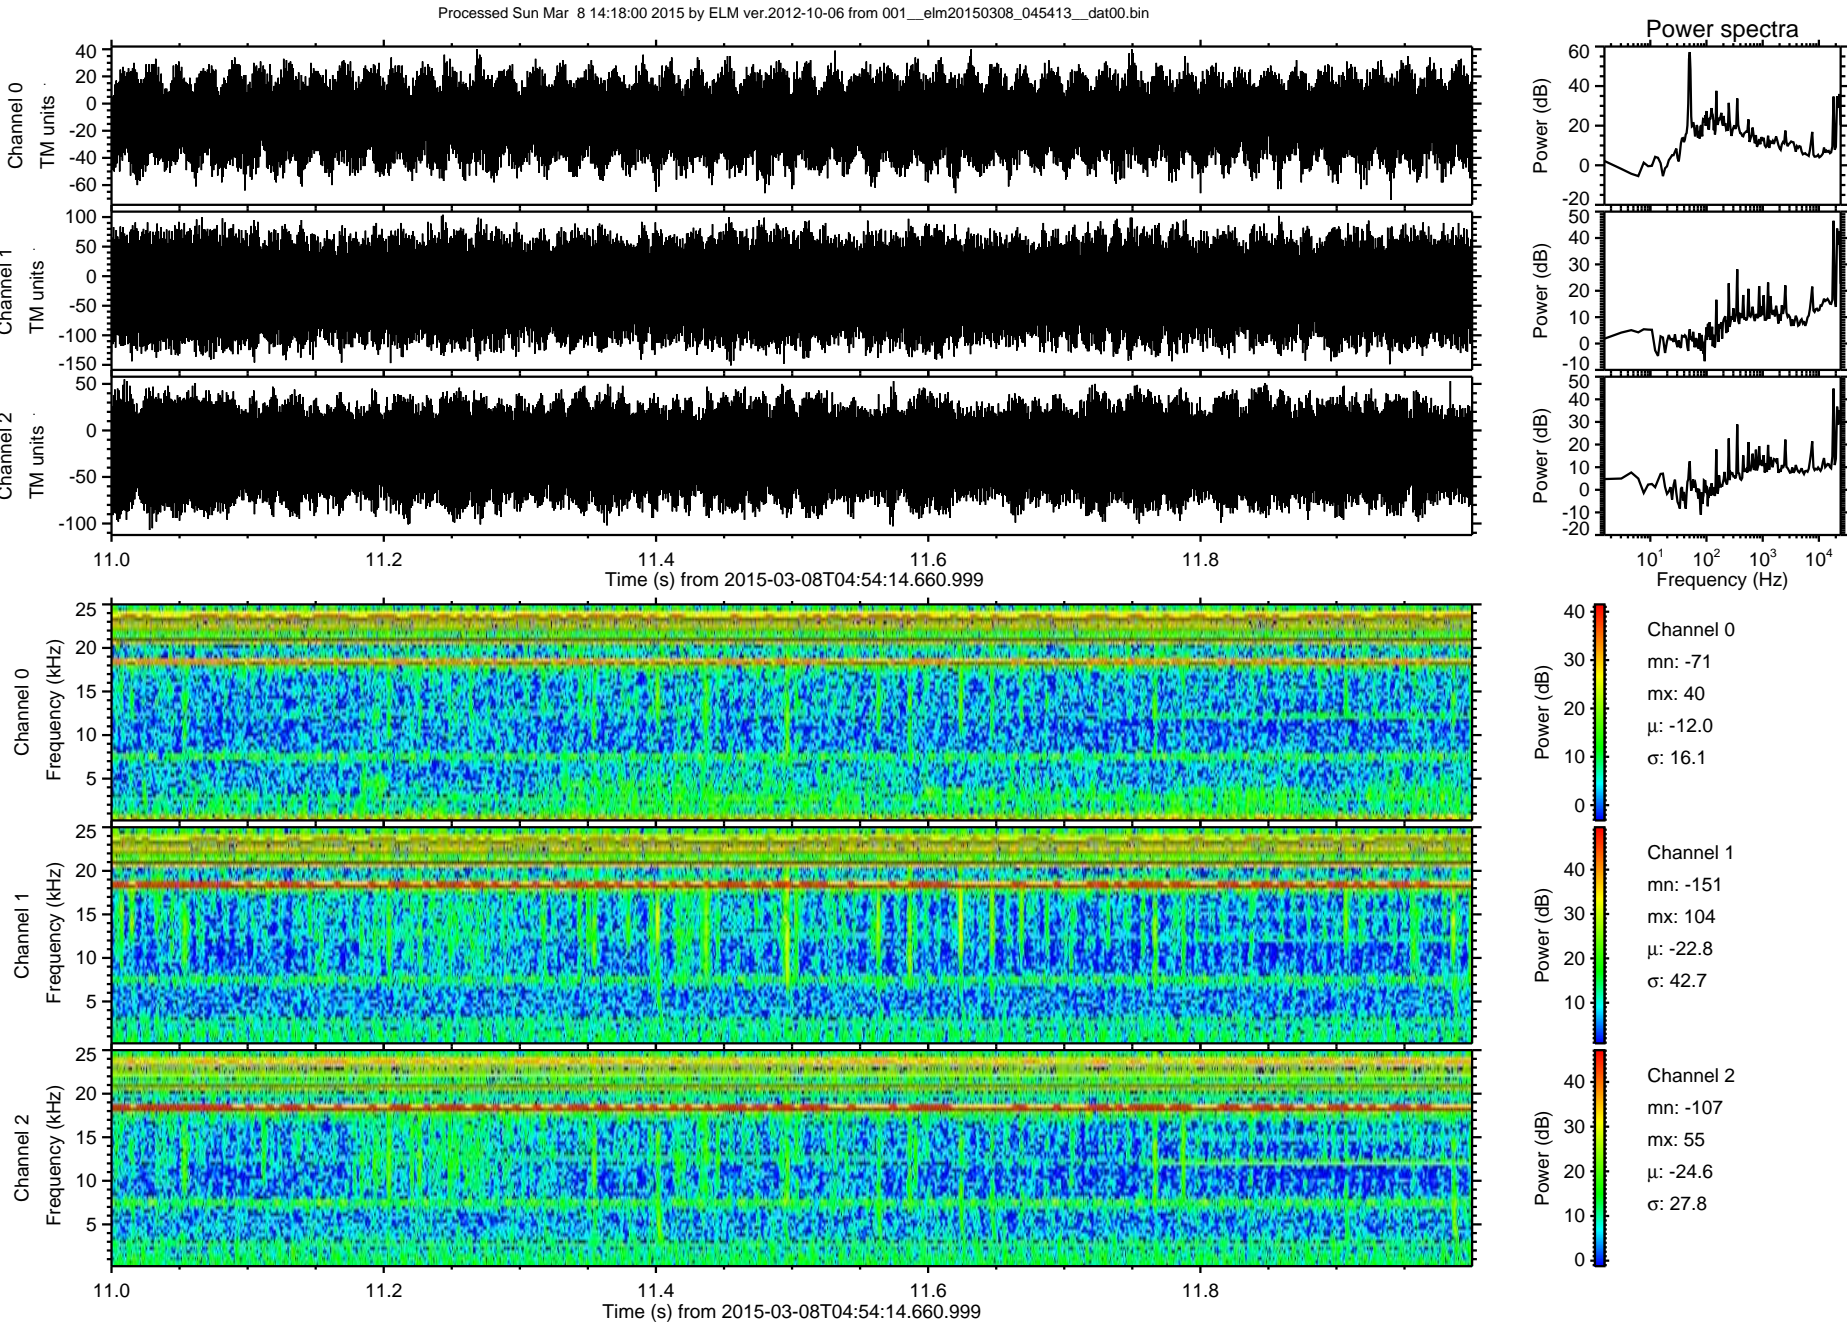 Processed Sun Mar 8 14:18:00 2015 by ELM ver.2012-10-06 from 001__elm20150308_045413__dat00.bin
Power spectra
Channel 0
TM units
40
20
0
-20
-40
-60
Power (dB)
60
40
20
0
-20
Channel 1
TM units
100
50
0
-50
-100
-150
Power (dB)
50
40
30
20
10
0
-10
Channel 2
TM units
50
0
-50
-100
Power (dB)
50
40
30
20
10
0
-10
-20
11.0 11.2 11.4 11.6 11.8
Time (s) from 2015-03-08T04:54:14.660.999
10^1 10^2 10^3 10^4
Frequency (Hz)
Channel 0
Frequency (kHz)
25
20
15
10
5
Power (dB)
40
30
20
10
0
Channel 0
mn: -71
mx: 40
μ: -12.0
σ: 16.1
Channel 1
Frequency (kHz)
25
20
15
10
5
Power (dB)
40
30
20
10
Channel 1
mn: -151
mx: 104
μ: -22.8
σ: 42.7
Channel 2
Frequency (kHz)
25
20
15
10
5
Power (dB)
40
30
20
10
0
Channel 2
mn: -107
mx: 55
μ: -24.6
σ: 27.8
11.0 11.2 11.4 11.6 11.8
Time (s) from 2015-03-08T04:54:14.660.999